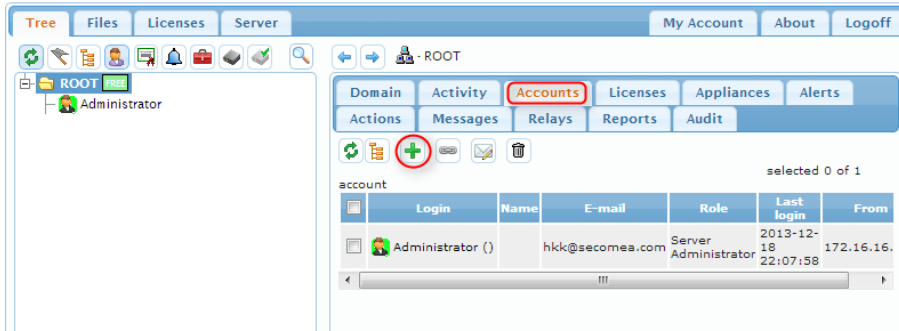 Tree Files Licenses Server My Account About Logoff
- ROOT
ROOT FREE
Administrator
Domain Activity Accounts Licenses Appliances Alerts
Actions Messages Relays Reports Audit
selected 0 of 1
account
Login Name E-mail Role Last login From
Administrator () hkk@secomea.com Server Administrator 2013-12-18 22:07:58 172.16.16.